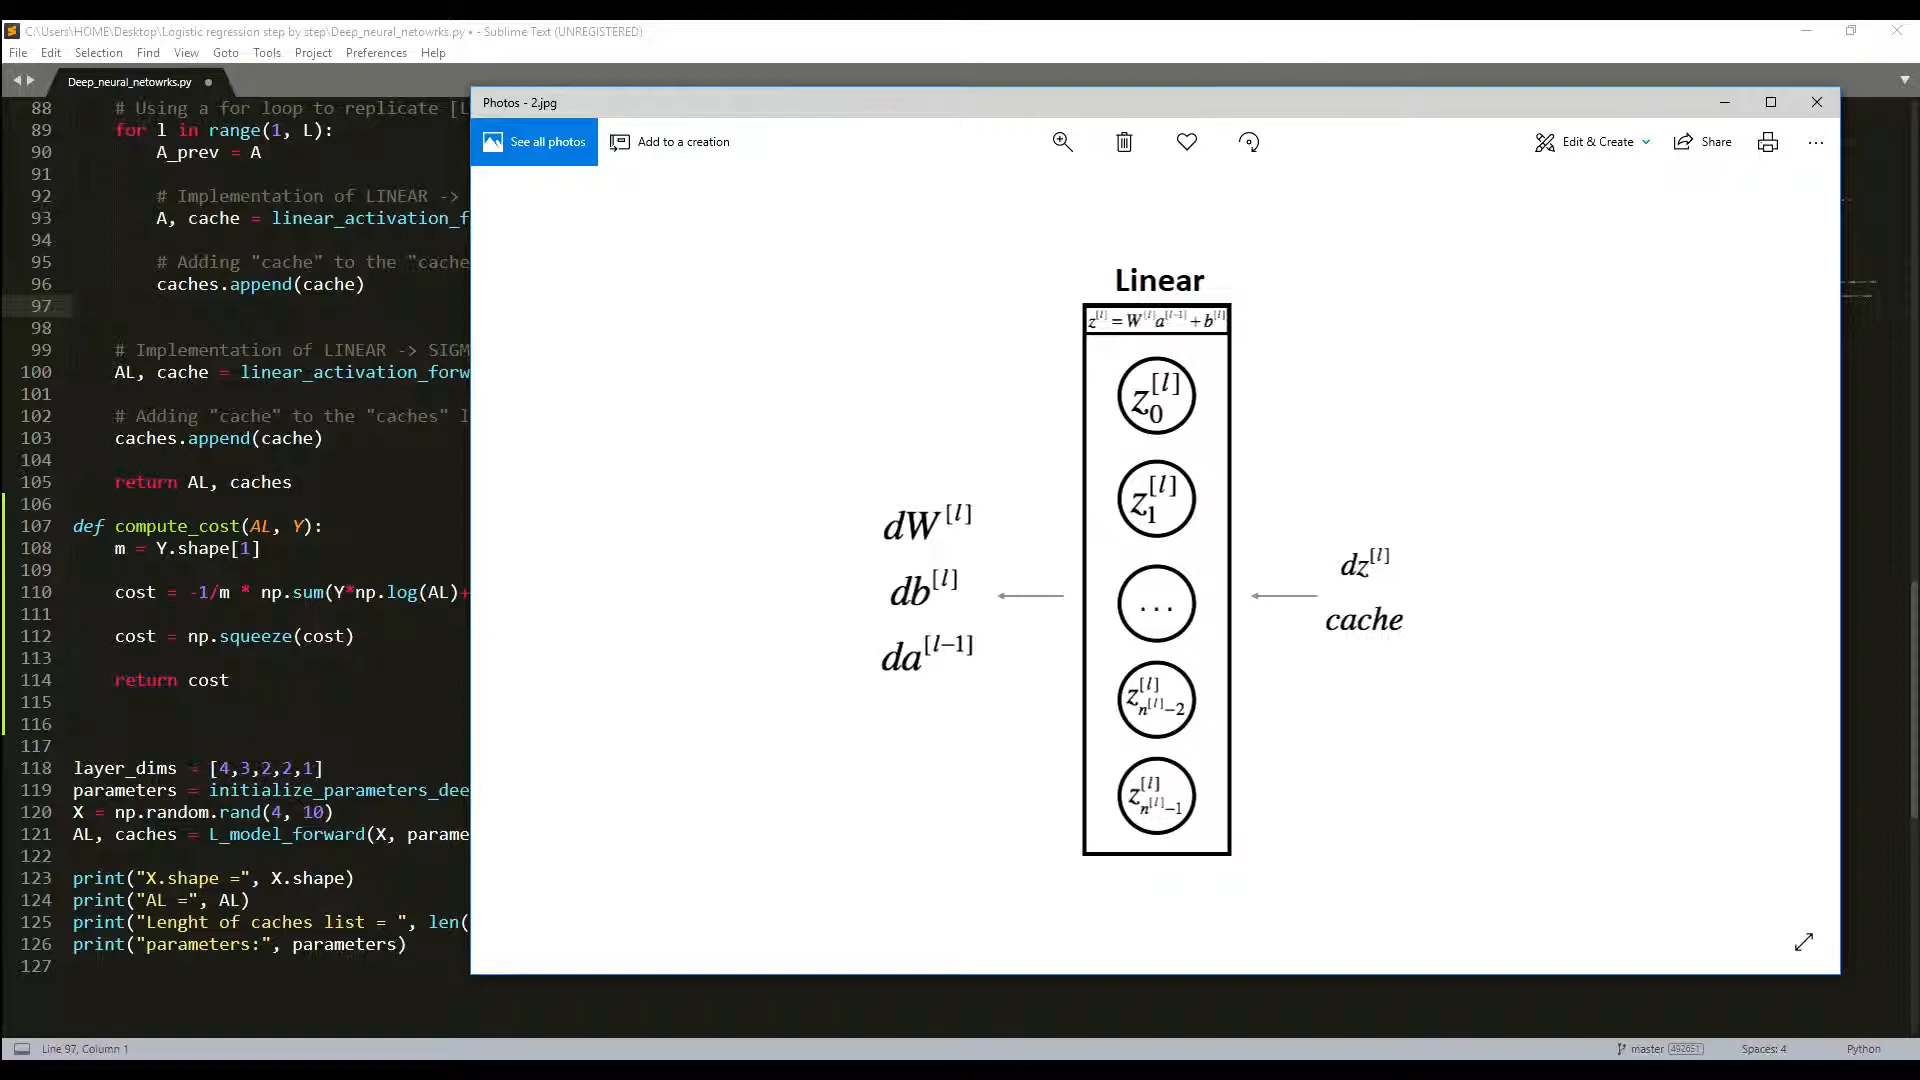 C:\Users\HOME\Desktop\Logistic regression step by step\Deep_neural_netowrks.py • - Sublime Text (UNREGISTERED)
File Edit Selection Find View Goto Tools Project Preferences Help
Deep_neural_netowrks.py
88 # Using a for loop to replicate [L
89 for l in range(1, L):
90 A_prev = A
91
92 # Implementation of LINEAR ->
93 A, cache = linear_activation_f
94
95 # Adding "cache" to the "cache
96 caches.append(cache)
97
98
99 # Implementation of LINEAR -> SIGM
100 AL, cache = linear_activation_forw
101
102 # Adding "cache" to the "caches" l
103 caches.append(cache)
104
105 return AL, caches
106
107 def compute_cost(AL, Y):
108 m = Y.shape[1]
109
110 cost = -1/m * np.sum(Y*np.log(AL)+
111
112 cost = np.squeeze(cost)
113
114 return cost
115
116
117
118 layer_dims = [4,3,2,2,1]
119 parameters = initialize_parameters_dee
120 X = np.random.rand(4, 10)
121 AL, caches = L_model_forward(X, parame
122
123 print("X.shape =", X.shape)
124 print("AL =", AL)
125 print("Lenght of caches list = ", len(
126 print("parameters:", parameters)
127
Photos - 2.jpg
See all photos Add to a creation Edit & Create Share
Linear
z^[l] = W^[l] a^[l-1] + b^[l]
z_0^[l]
z_1^[l]
...
z_{n^[l]-2}^[l]
z_{n^[l]-1}^[l]
dW^[l]
db^[l]
da^[l-1]
dz^[l]
cache
Line 97, Column 1 master 492651 Spaces: 4 Python